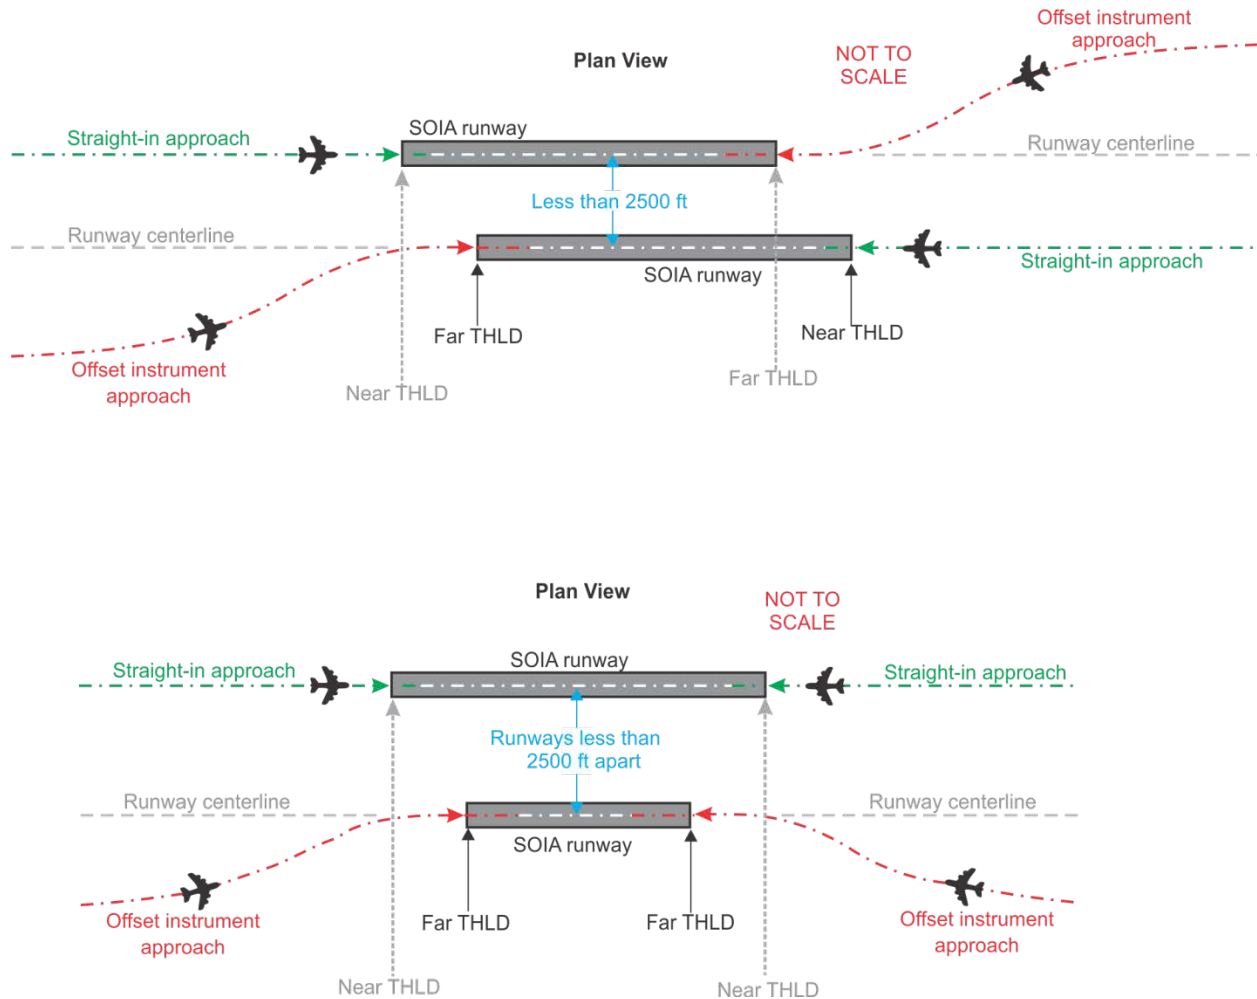 Offset instrument
approach
Plan View
NOT TO
SCALE
SOIA runway
Straight-in approach
Runway centerline
Less than 2500 ft
Runway centerline
SOIA runway
Straight-in approach
Far THLD
Near THLD
Offset instrument
approach
Near THLD
Far THLD
Plan View
NOT TO
SCALE
SOIA runway
Straight-in approach
Straight-in approach
Runways less than
2500 ft apart
Runway centerline
Runway centerline
SOIA runway
Offset instrument
approach
Far THLD
Far THLD
Offset instrument
approach
Near THLD
Near THLD